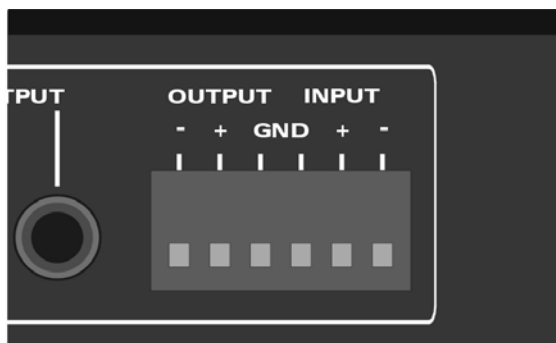 TPUT
OUTPUT INPUT
- + GND + -